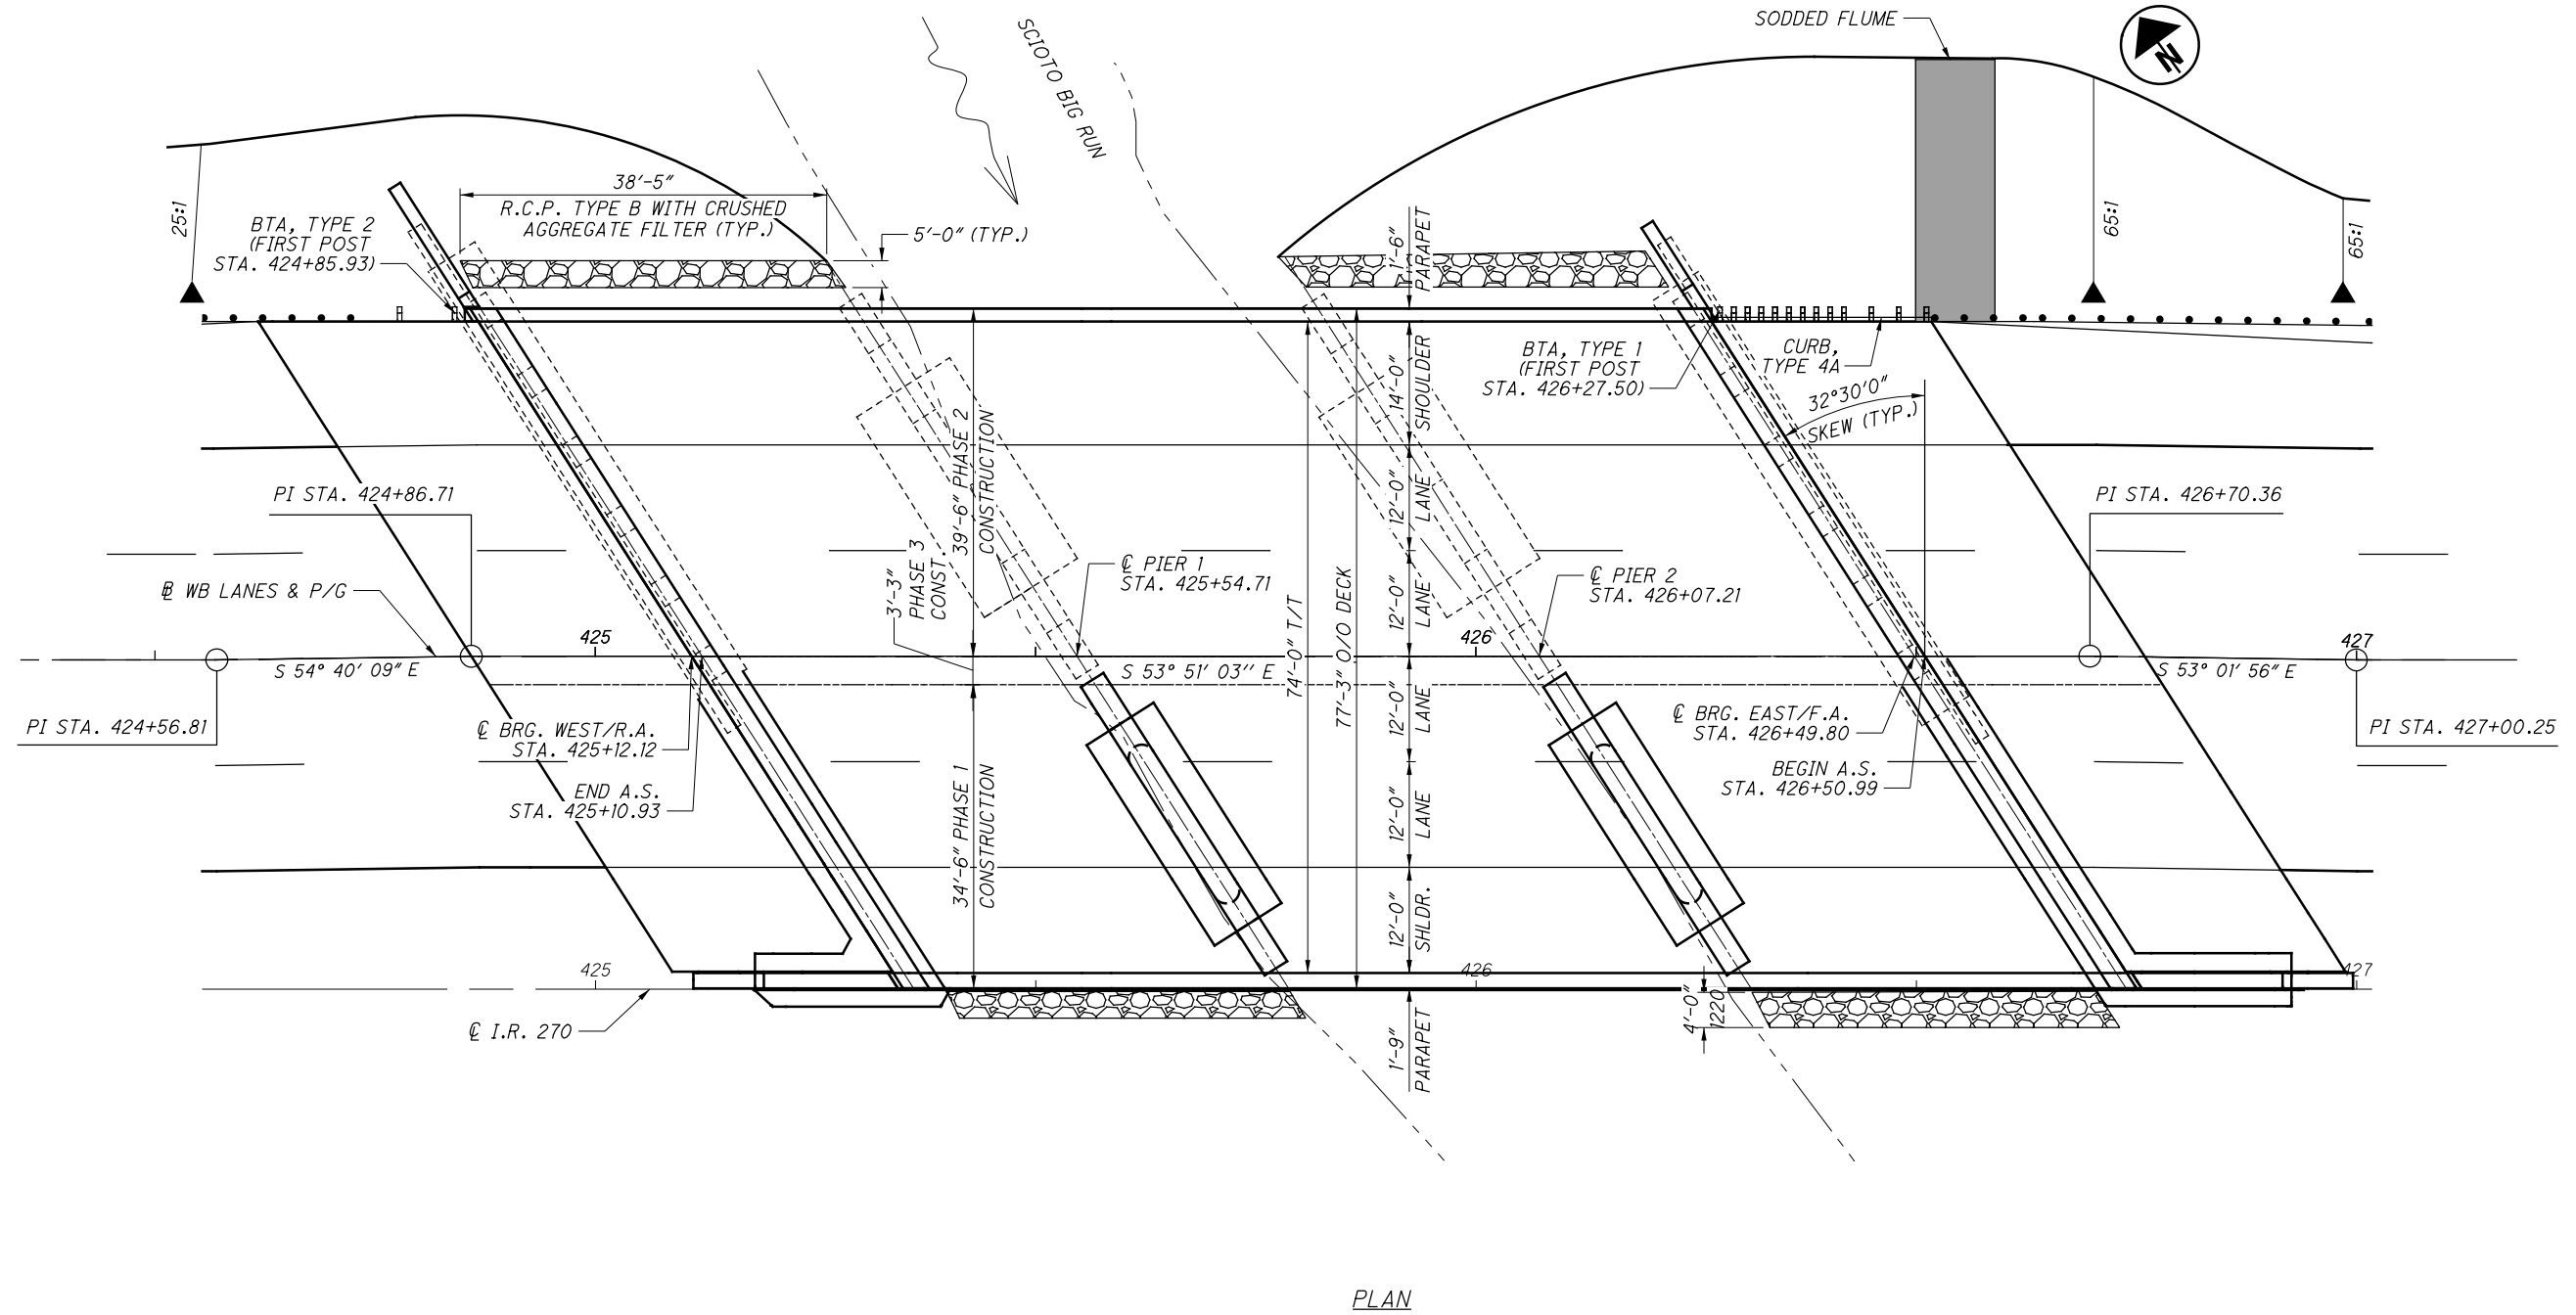 SODDED FLUME
N
SCIOTO BIG RUN
38'-5"
R.C.P. TYPE B WITH CRUSHED
AGGREGATE FILTER (TYP.)
25:1
BTA, TYPE 2
(FIRST POST
STA. 424+85.93)
5'-0" (TYP.)
1'-6"
PARAPET
65:1
65:1
BTA, TYPE 1
(FIRST POST
STA. 426+27.50)
CURB,
TYPE 4A
32°30'0"
SKEW (TYP.)
14'-0"
SHOULDER
39'-6" PHASE 2
CONSTRUCTION
12'-0"
LANE
PI STA. 424+86.71
PI STA. 426+70.36
3'-3"
PHASE 3
CONST.
℄ PIER 1
STA. 425+54.71
℄ PIER 2
STA. 426+07.21
12'-0"
LANE
74'-0" T/T
77'-3" O/O DECK
℄ WB LANES & P/G
425
426
427
S 54° 40' 09" E
S 53° 51' 03'' E
S 53° 01' 56" E
PI STA. 424+56.81
PI STA. 427+00.25
℄ BRG. WEST/R.A.
STA. 425+12.12
12'-0"
LANE
℄ BRG. EAST/F.A.
STA. 426+49.80
END A.S.
STA. 425+10.93
BEGIN A.S.
STA. 426+50.99
34'-6" PHASE 1
CONSTRUCTION
12'-0"
LANE
12'-0"
SHLDR.
425
426
427
℄ I.R. 270
1'-9"
PARAPET
4'-0"
1220
PLAN